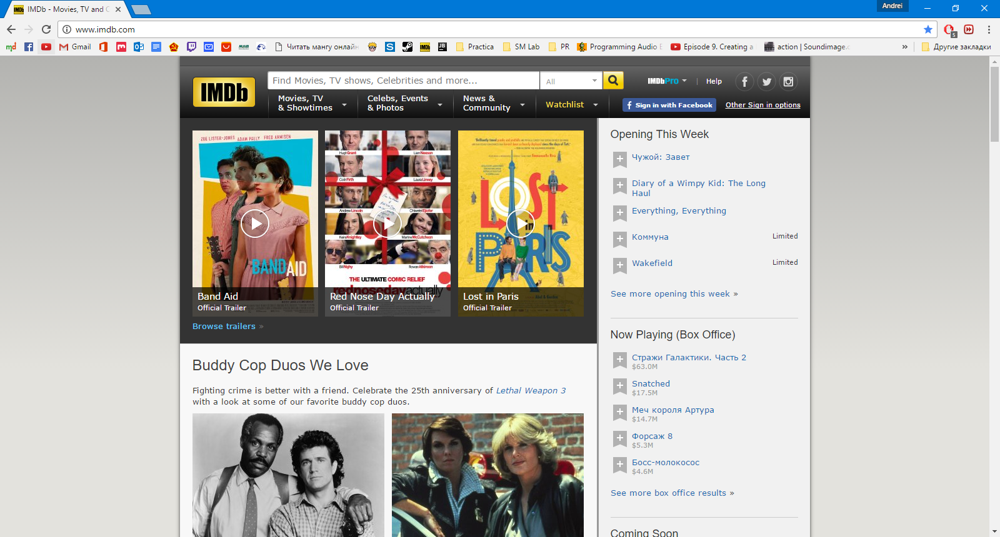 IMDb - Movies, TV and C
Andrei
www.imdb.com
5
Gmail
Читать мангу онлайн
Practica
SM Lab
PR
Programming Audio E
Episode 9. Creating a
action | Soundimage.c
»
Другие закладки
IMDb
Find Movies, TV shows, Celebrities and more...
All
IMDbPro
|
Help
Movies, TV
& Showtimes
Celebs, Events
& Photos
News &
Community
Watchlist
Sign in with Facebook
Other Sign in options
ZOE LISTER-JONES ADAM PALLY FRED ARMISEN
BAND AID
Band Aid
Official Trailer
Hugh Grant
Liam Neeson
Colin Firth
Laura Linney
Andrew Lincoln
Chiwetel Ejiofor
Keira Knightley
Martine McCutcheon
Bill Nighy
Rowan Atkinson
THE ULTIMATE COMIC RELIEF
rednosedayactually
Red Nose Day Actually
Official Trailer
LOST
in
PARIS
Lost in Paris
Official Trailer
Browse trailers »
Buddy Cop Duos We Love
Fighting crime is better with a friend. Celebrate the 25th anniversary of Lethal Weapon 3
with a look at some of our favorite buddy cop duos.
Opening This Week
Чужой: Завет
Diary of a Wimpy Kid: The Long
Haul
Everything, Everything
Коммуна
Limited
Wakefield
Limited
See more opening this week »
Now Playing (Box Office)
Стражи Галактики. Часть 2
$63.0M
Snatched
$17.5M
Меч короля Артура
$14.7M
Форсаж 8
$5.3M
Босс-молокосос
$4.6M
See more box office results »
Coming Soon